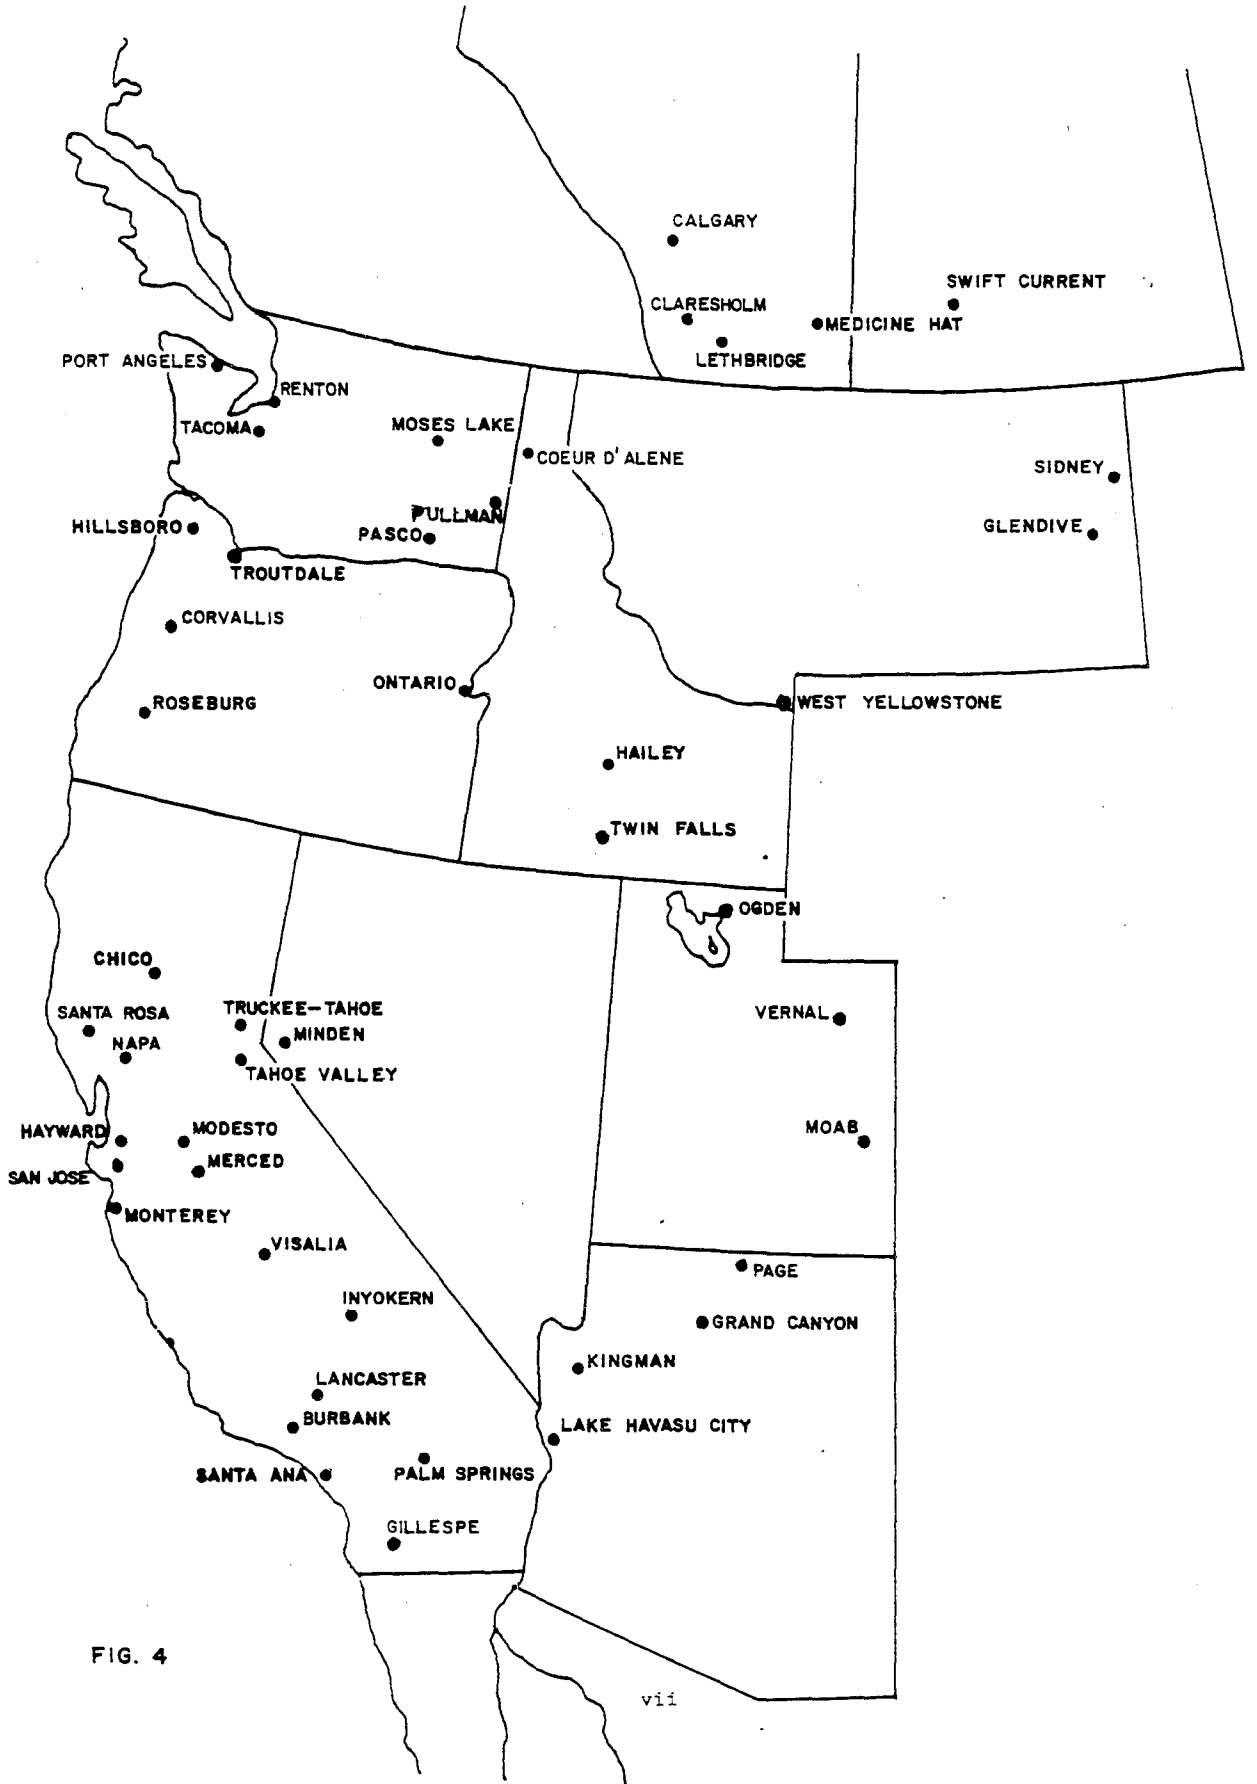 CALGARY
SWIFT CURRENT
CLARESHOLM
MEDICINE HAT
LETHBRIDGE
PORT ANGELES
RENTON
TACOMA
MOSES LAKE
COEUR D'ALENE
SIDNEY
PULLMAN
HILLSBORO
PASCO
GLENDIVE
TROUTDALE
CORVALLIS
ONTARIO
ROSEBURG
WEST YELLOWSTONE
HAILEY
TWIN FALLS
OGDEN
CHICO
SANTA ROSA
TRUCKEE-TAHOE
VERNAL
NAPA
MINDEN
TAHOE VALLEY
HAYWARD
MODESTO
MOAB
MERCED
SAN JOSE
MONTEREY
VISALIA
PAGE
INYOKERN
GRAND CANYON
KINGMAN
LANCASTER
BURBANK
LAKE HAVASU CITY
SANTA ANA
PALM SPRINGS
GILLESPE
FIG. 4
vii